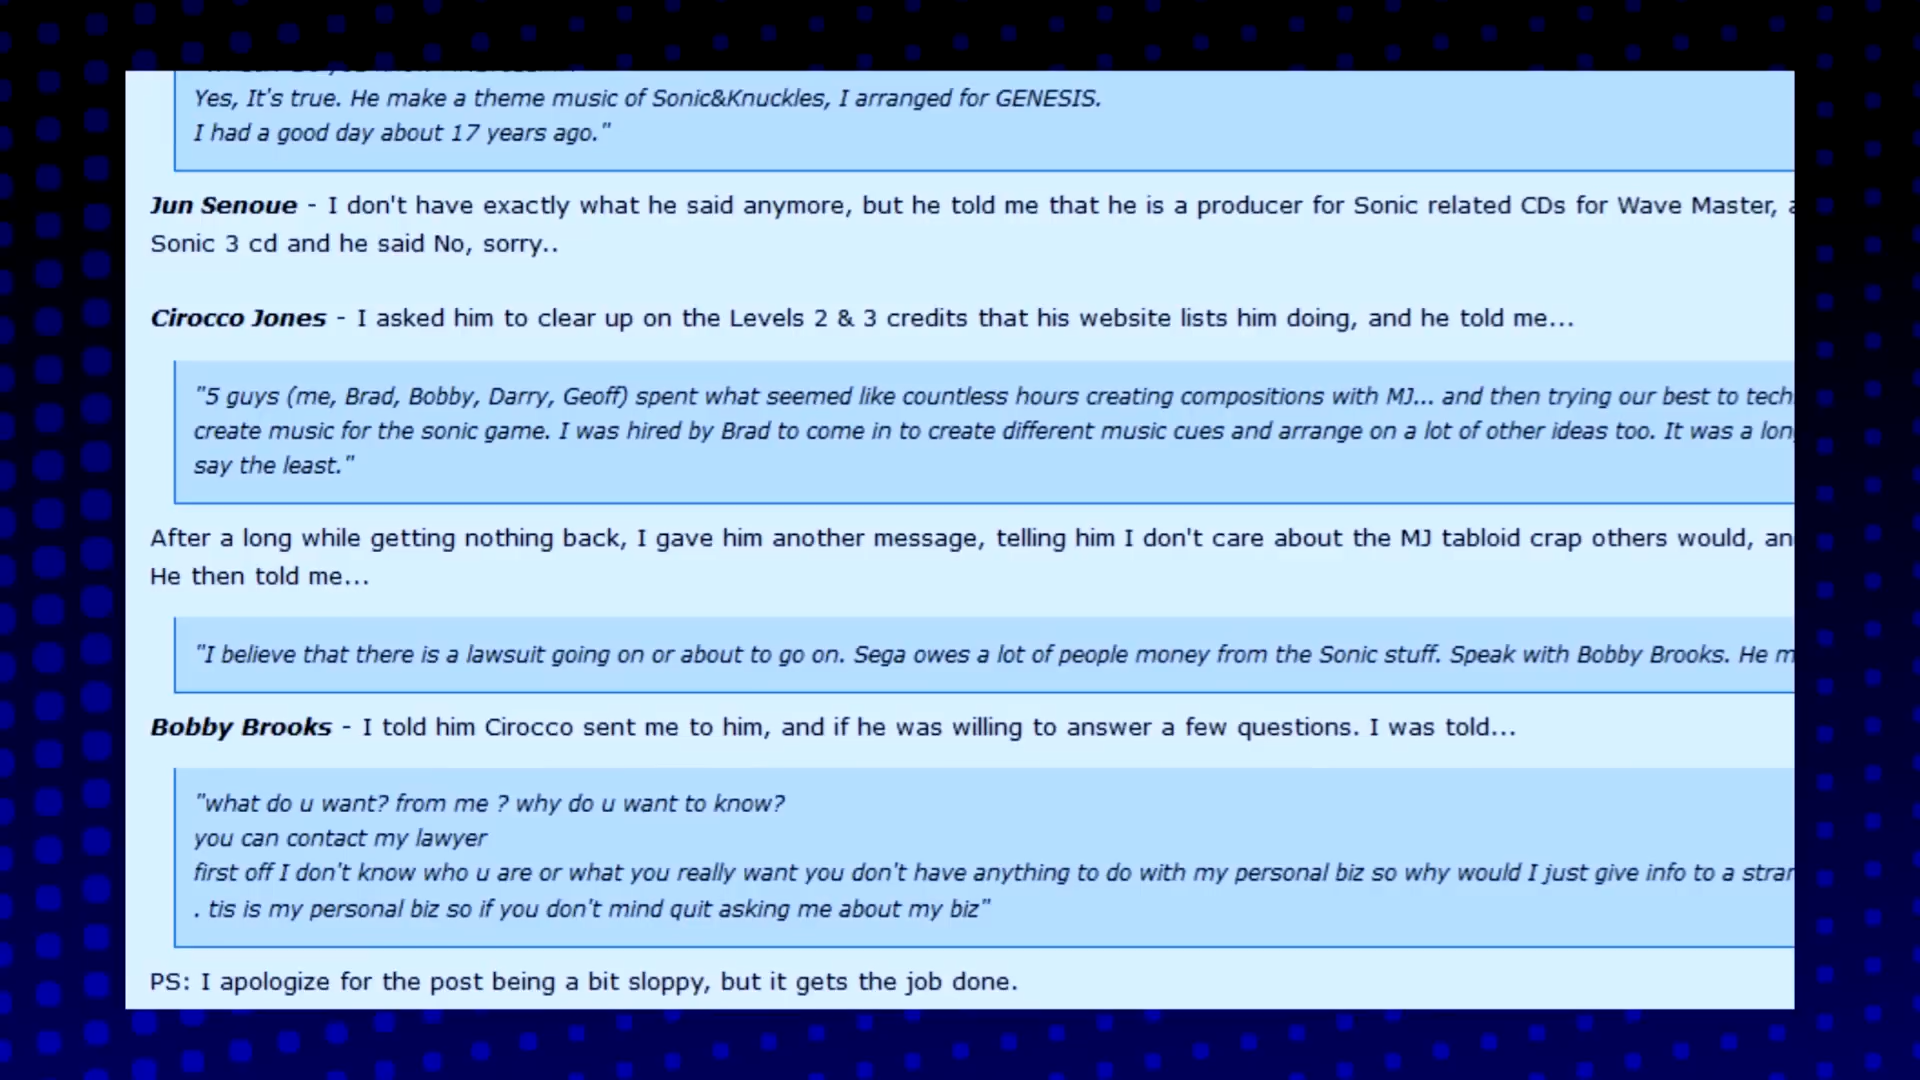 Yes, It's true. He make a theme music of Sonic&Knuckles, I arranged for GENESIS.
I had a good day about 17 years ago."
Jun Senoue - I don't have exactly what he said anymore, but he told me that he is a producer for Sonic related CDs for Wave Master,
Sonic 3 cd and he said No, sorry..
Cirocco Jones - I asked him to clear up on the Levels 2 & 3 credits that his website lists him doing, and he told me...
"5 guys (me, Brad, Bobby, Darry, Geoff) spent what seemed like countless hours creating compositions with MJ... and then trying our best to tech
create music for the sonic game. I was hired by Brad to come in to create different music cues and arrange on a lot of other ideas too. It was a lon
say the least."
After a long while getting nothing back, I gave him another message, telling him I don't care about the MJ tabloid crap others would, an
He then told me...
"I believe that there is a lawsuit going on or about to go on. Sega owes a lot of people money from the Sonic stuff. Speak with Bobby Brooks. He m
Bobby Brooks - I told him Cirocco sent me to him, and if he was willing to answer a few questions. I was told...
"what do u want? from me ? why do u want to know?
you can contact my lawyer
first off I don't know who u are or what you really want you don't have anything to do with my personal biz so why would I just give info to a stran
. tis is my personal biz so if you don't mind quit asking me about my biz"
PS: I apologize for the post being a bit sloppy, but it gets the job done.